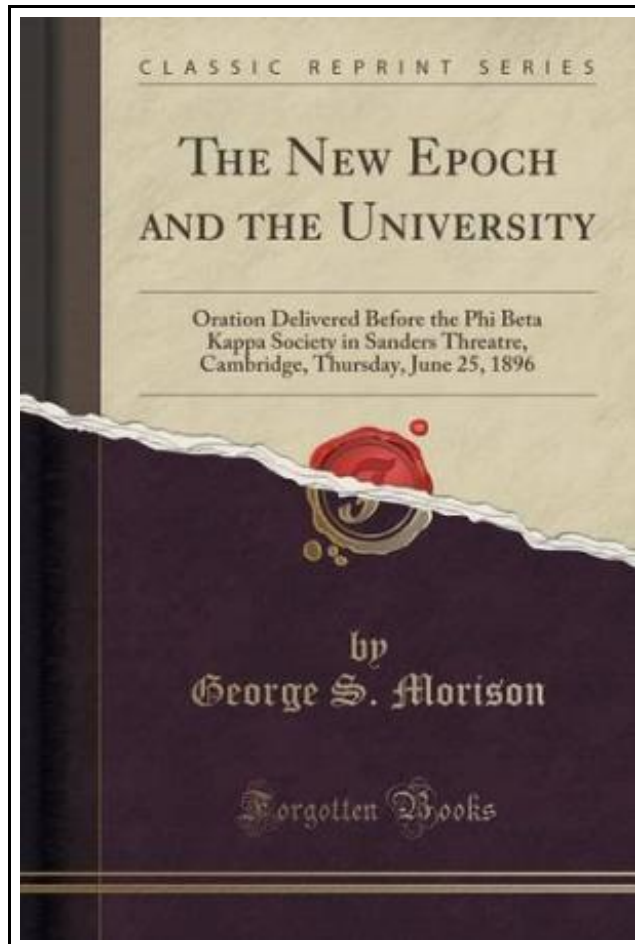 CLASSIC REPRINT SERIES
THE NEW EPOCH
AND THE UNIVERSITY
Oration Delivered Before the Phi Beta
Kappa Society in Sanders Threatre,
Cambridge, Thursday, June 25, 1896
by
George S. Morison
Forgotten Books